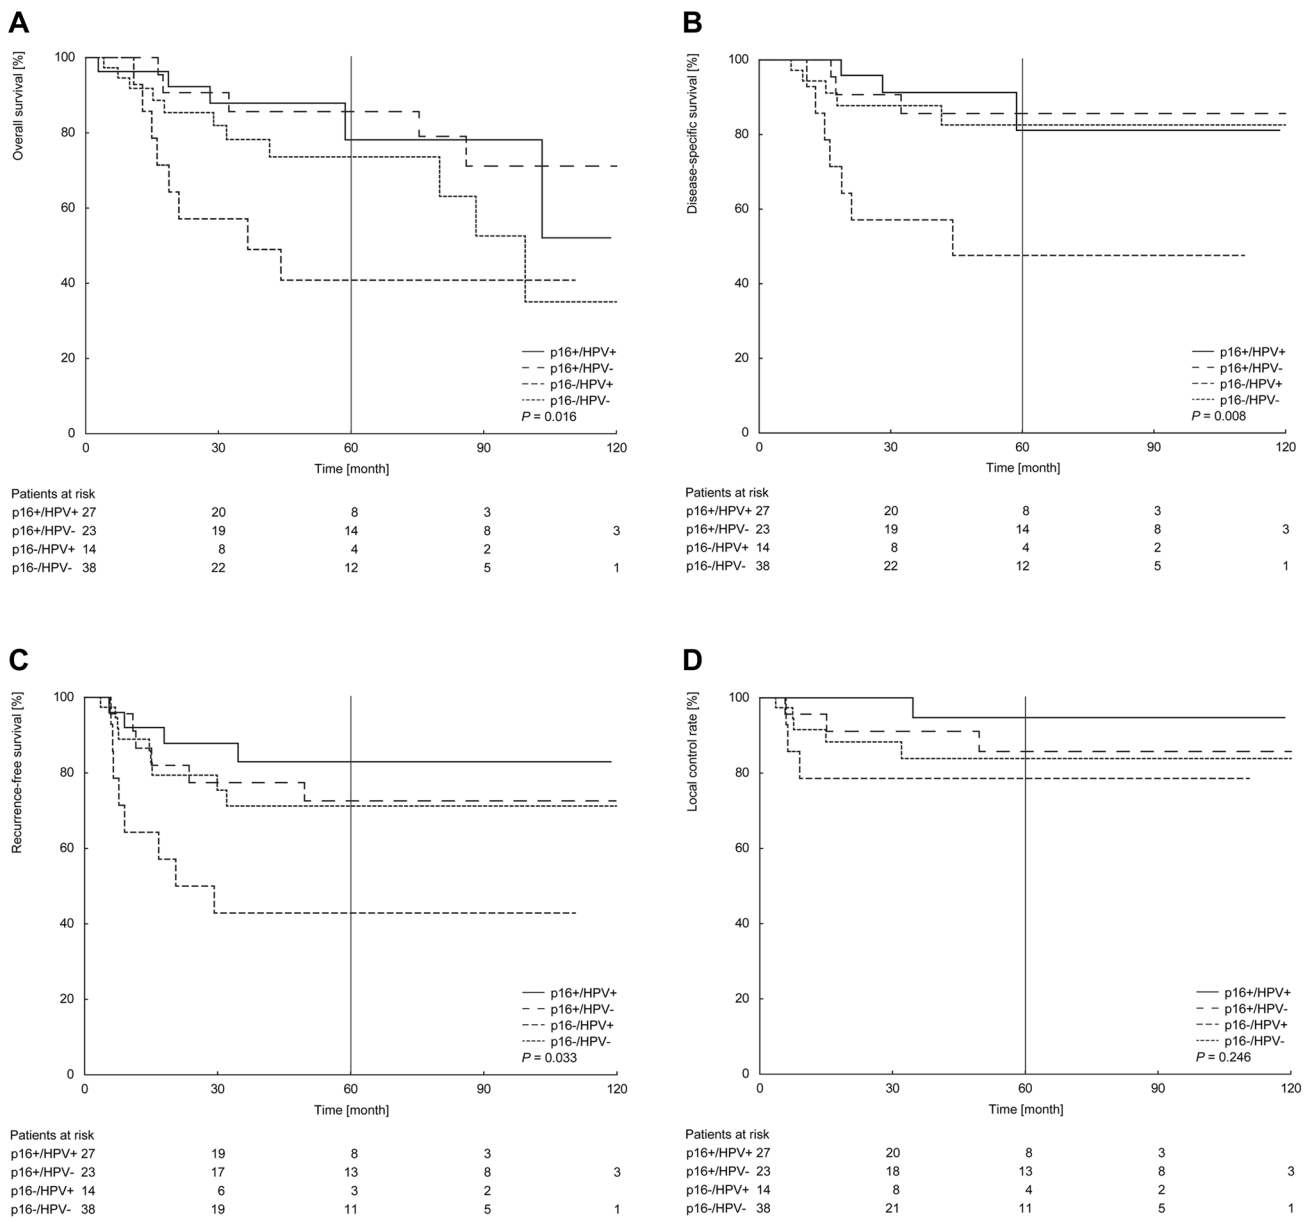 A
Overall survival [%]
100
80
60
40
20
0
p16+/HPV+
p16+/HPV-
p16-/HPV+
p16-/HPV-
P = 0.016
0 30 60 90 120
Time [month]
Patients at risk
p16+/HPV+ 27 20 8 3
p16+/HPV- 23 19 14 8 3
p16-/HPV+ 14 8 4 2
p16-/HPV- 38 22 12 5 1
B
Disease-specific survival [%]
100
80
60
40
20
0
p16+/HPV+
p16+/HPV-
p16-/HPV+
p16-/HPV-
P = 0.008
0 30 60 90 120
Time [month]
Patients at risk
p16+/HPV+ 27 20 8 3
p16+/HPV- 23 19 14 8 3
p16-/HPV+ 14 8 4 2
p16-/HPV- 38 22 12 5 1
C
Recurrence-free survival [%]
100
80
60
40
20
0
p16+/HPV+
p16+/HPV-
p16-/HPV+
p16-/HPV-
P = 0.033
0 30 60 90 120
Time [month]
Patients at risk
p16+/HPV+ 27 19 8 3
p16+/HPV- 23 17 13 8 3
p16-/HPV+ 14 6 3 2
p16-/HPV- 38 19 11 5 1
D
Local control rate [%]
100
80
60
40
20
0
p16+/HPV+
p16+/HPV-
p16-/HPV+
p16-/HPV-
P = 0.246
0 30 60 90 120
Time [month]
Patients at risk
p16+/HPV+ 27 20 8 3
p16+/HPV- 23 18 13 8 3
p16-/HPV+ 14 8 4 2
p16-/HPV- 38 21 11 5 1